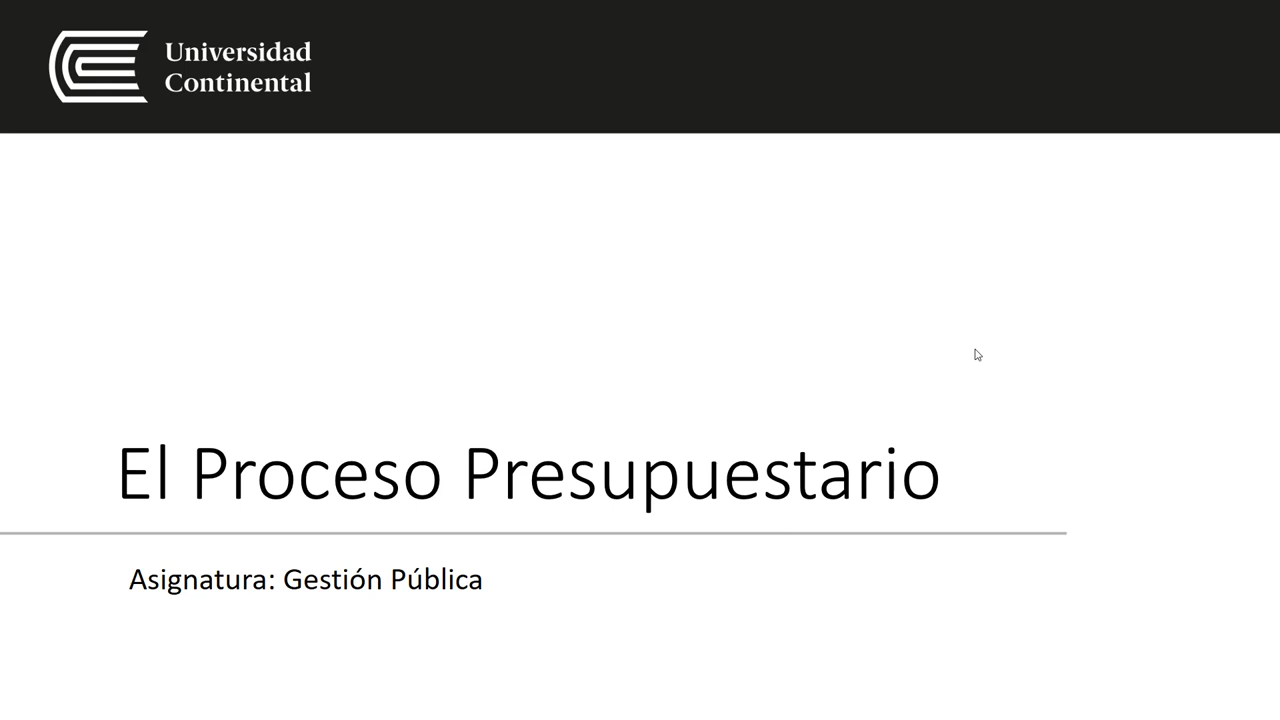 Universidad
Continental
El Proceso Presupuestario
Asignatura: Gestión Pública